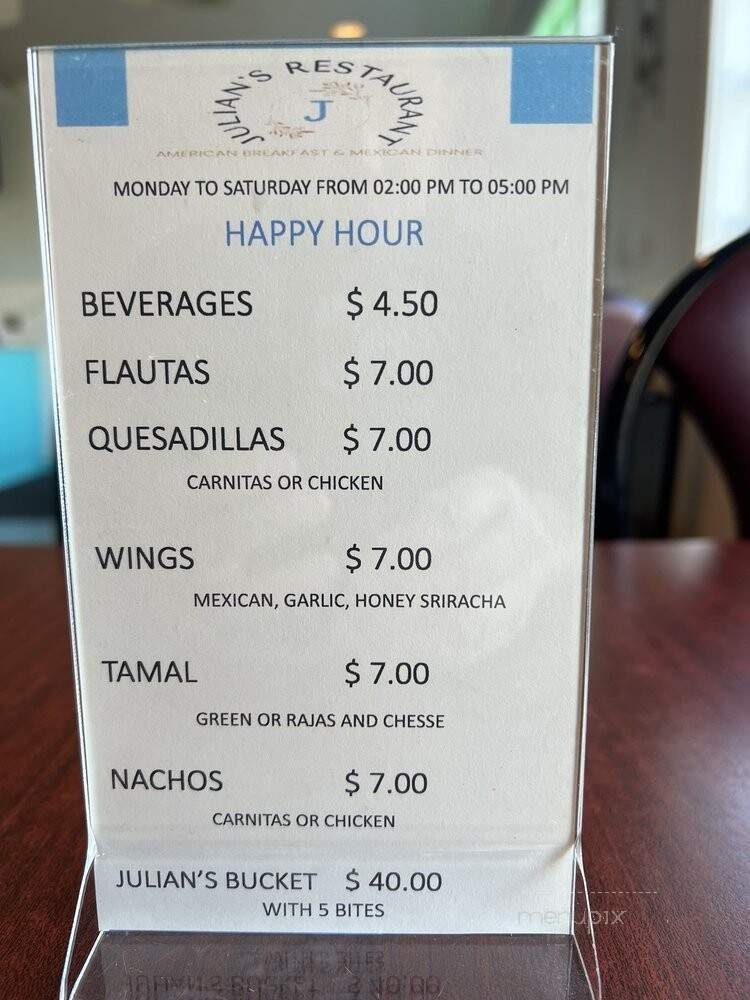 JULIAN'S RESTAURANT
J
AMERICAN BREAKFAST & MEXICAN DINNER
MONDAY TO SATURDAY FROM 02:00 PM TO 05:00 PM
HAPPY HOUR
BEVERAGES $ 4.50
FLAUTAS $ 7.00
QUESADILLAS $ 7.00
CARNITAS OR CHICKEN
WINGS $ 7.00
MEXICAN, GARLIC, HONEY SRIRACHA
TAMAL $ 7.00
GREEN OR RAJAS AND CHESSE
NACHOS $ 7.00
CARNITAS OR CHICKEN
JULIAN'S BUCKET $ 40.00
WITH 5 BITES
menupix